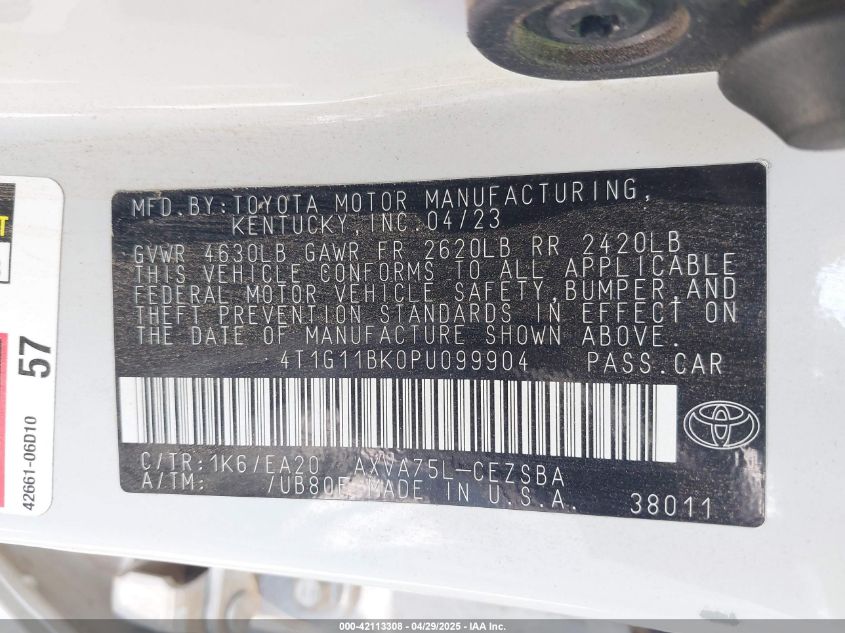 MFD.BY:TOYOTA MOTOR MANUFACTURING,
KENTUCKY,INC. 04/23
GVWR 4630LB GAWR FR 2620LB RR 2420LB
THIS VEHICLE CONFORMS TO ALL APPLICABLE
FEDERAL MOTOR VEHICLE SAFETY,BUMPER,AND
THEFT PREVENTION STANDARDS IN EFFECT ON
THE DATE OF MANUFACTURE SHOWN ABOVE.
4T1G11BK0PU099904 PASS.CAR
C/TR:1K6/EA20 AXVA75L-CEZSBA
A/TM: /UB80F MADE IN U.S.A. 38011
57
42661-06D10
000-42113308 - 04/29/2025 - IAA Inc.